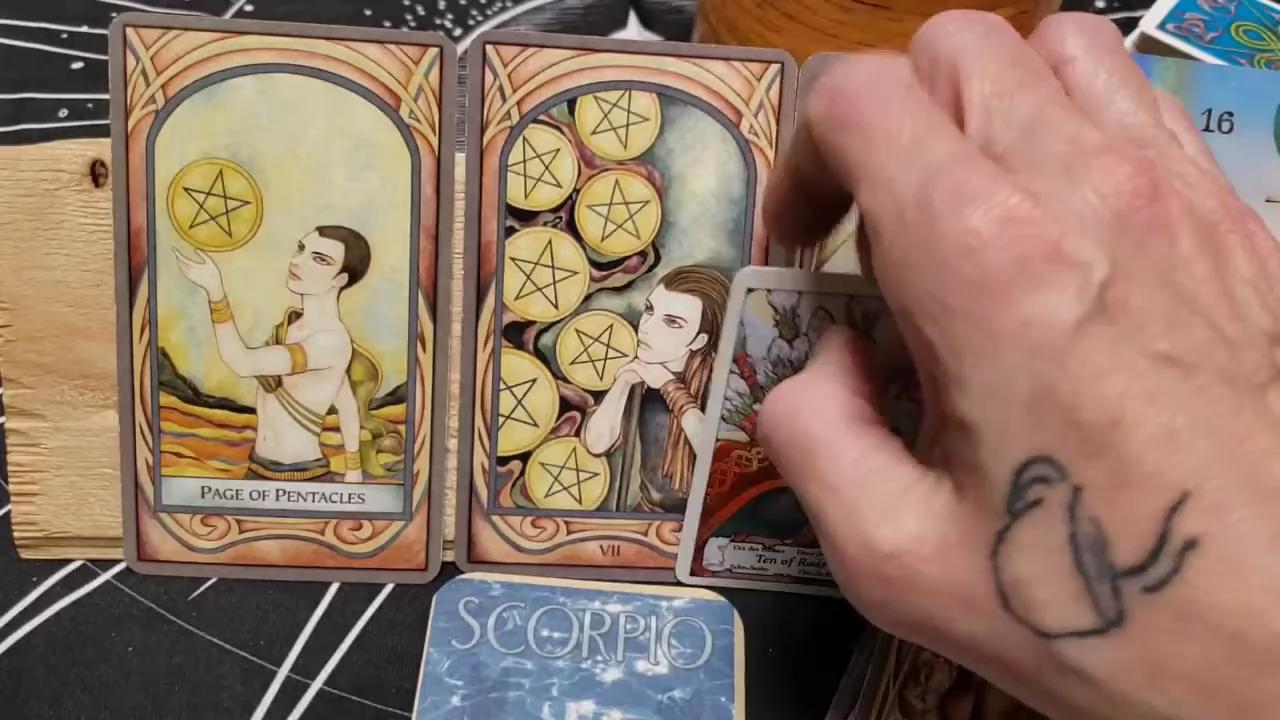 16
PAGE OF PENTACLES
VII
Ten of Rods
SCORPIO